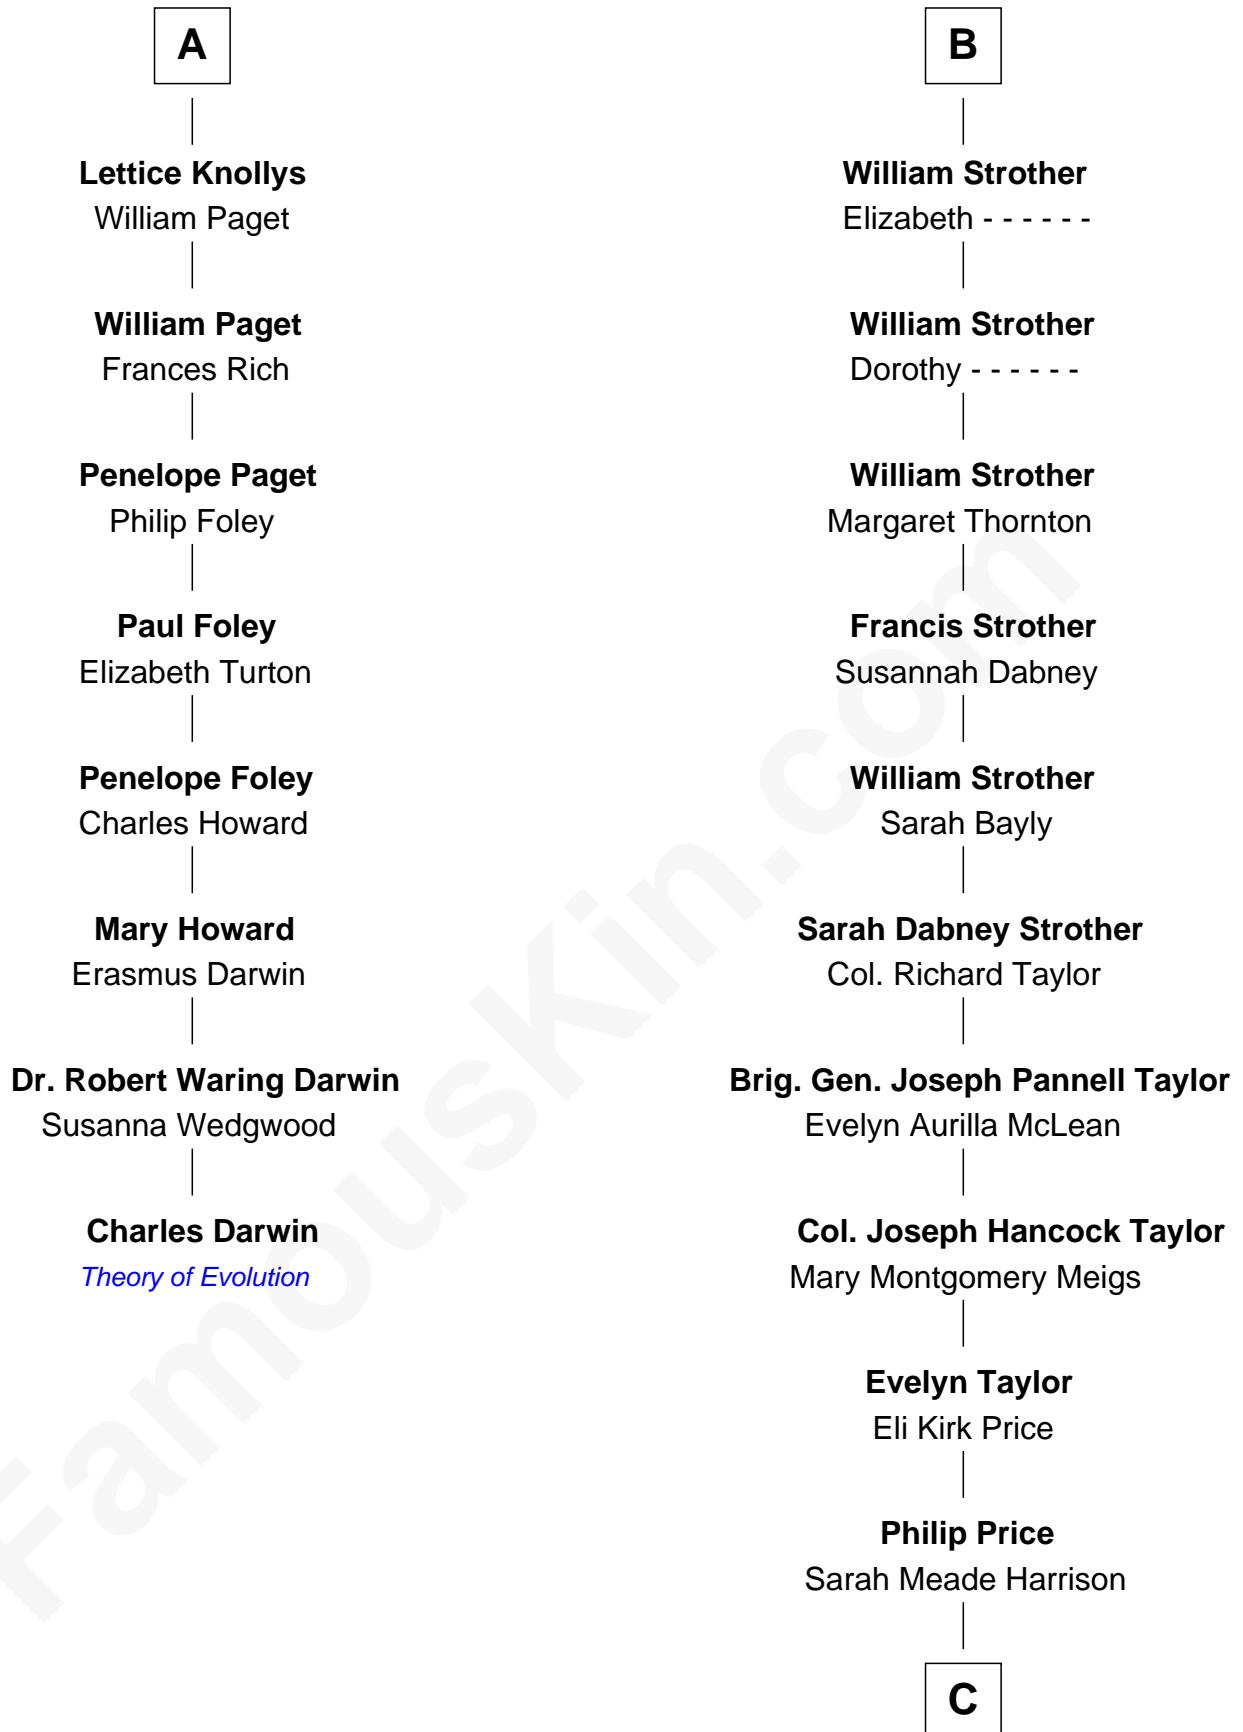 A
Lettice Knollys
William Paget
William Paget
Frances Rich
Penelope Paget
Philip Foley
Paul Foley
Elizabeth Turton
Penelope Foley
Charles Howard
Mary Howard
Erasmus Darwin
Dr. Robert Waring Darwin
Susanna Wedgwood
Charles Darwin
Theory of Evolution
B
William Strother
Elizabeth - - - - - -
William Strother
Dorothy - - - - - -
William Strother
Margaret Thornton
Francis Strother
Susannah Dabney
William Strother
Sarah Bayly
Sarah Dabney Strother
Col. Richard Taylor
Brig. Gen. Joseph Pannell Taylor
Evelyn Aurilla McLean
Col. Joseph Hancock Taylor
Mary Montgomery Meigs
Evelyn Taylor
Eli Kirk Price
Philip Price
Sarah Meade Harrison
C
FamousKin.com